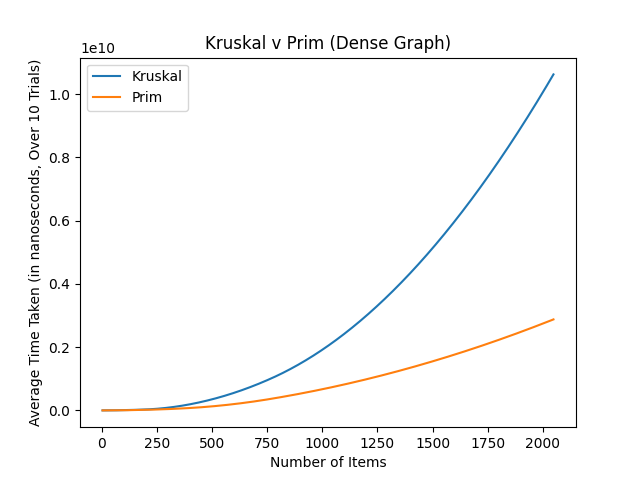 Kruskal v Prim (Dense Graph)
1e10
Kruskal
Prim
1.0
0.8
0.6
0.4
0.2
0.0
Average Time Taken (in nanoseconds, Over 10 Trials)
0 250 500 750 1000 1250 1500 1750 2000
Number of Items